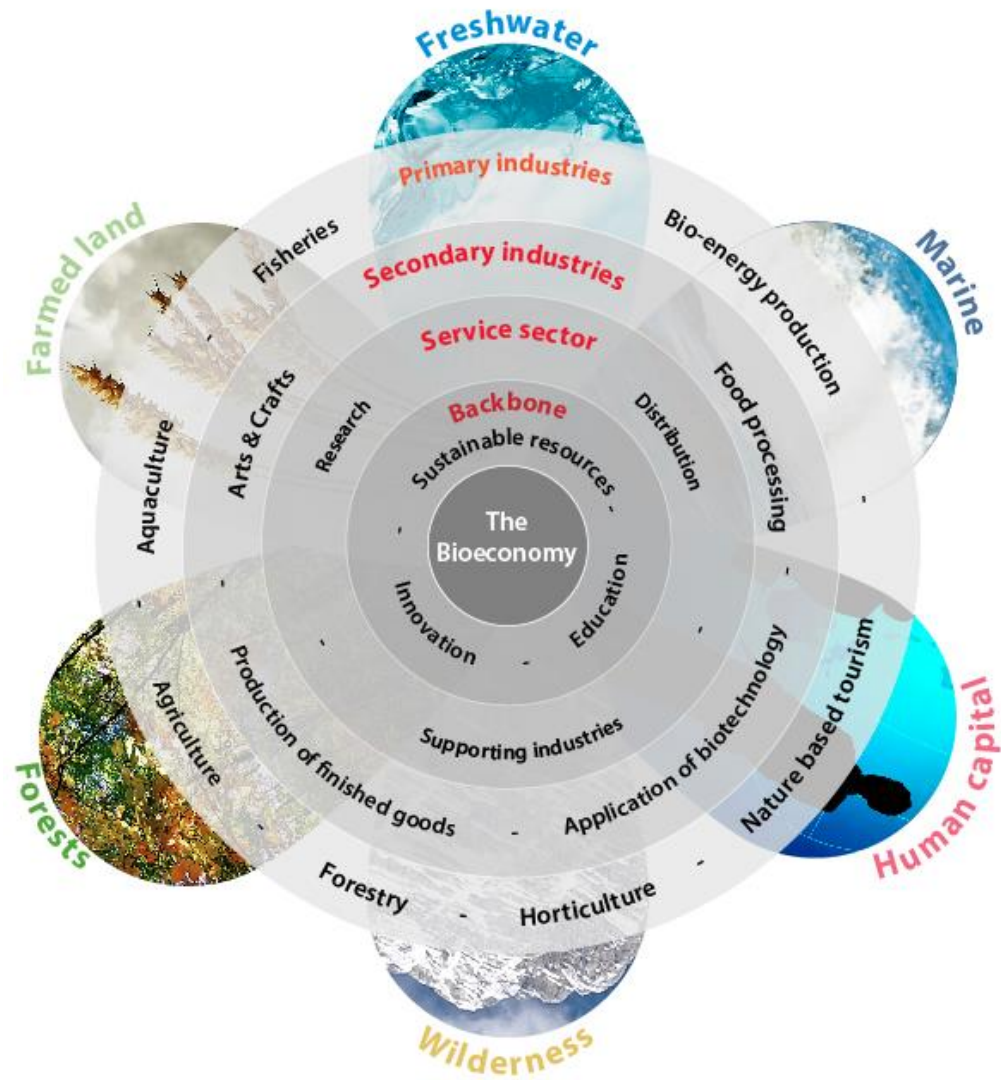 Freshwater
Marine
Human capital
Wilderness
Forests
Farmed land
Primary industries
Bio-energy production
-
Nature based tourism
-
Horticulture
-
Forestry
-
Agriculture
-
Aquaculture
-
Fisheries
Secondary industries
Food processing
-
Application of biotechnology
-
Production of finished goods
-
Arts & Crafts
Service sector
Distribution
-
Supporting industries
-
Research
Backbone
Sustainable resources
-
Education
-
Innovation
-
The
Bioeconomy